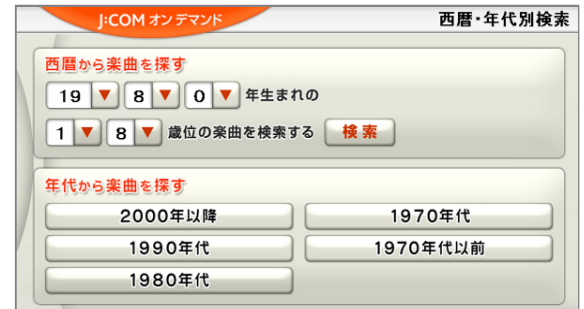 J:COM オンデマンド
西暦・年代別検索
西暦から楽曲を探す
19 ▼ 8 ▼ 0 ▼ 年生まれの
1 ▼ 8 ▼ 歳位の楽曲を検索する 検索
年代から楽曲を探す
2000年以降 1970年代
1990年代 1970年代以前
1980年代